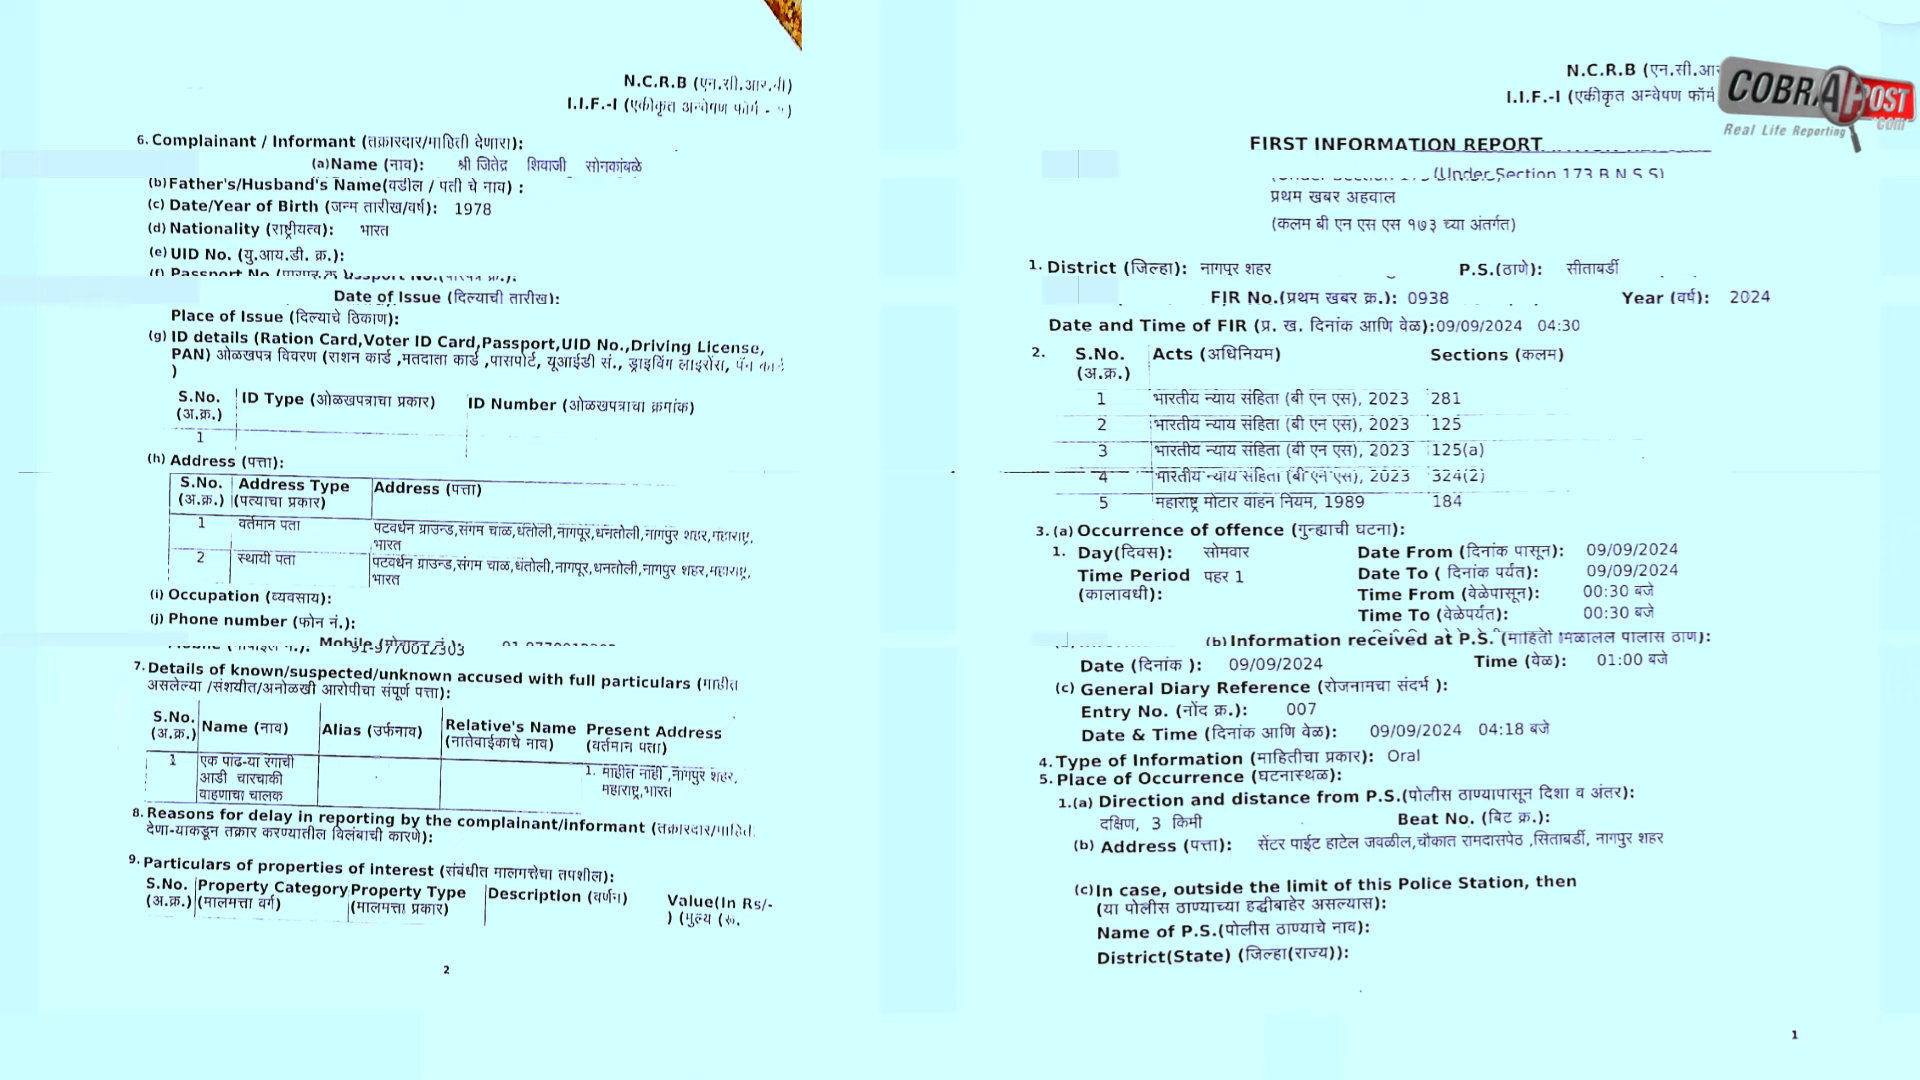 N.C.R.B (एन.सी.आर.बी)
I.I.F.-I (एकीकृत अन्वेषण फॉर्म -
6. Complainant / Informant (तक्रारदार/माहिती देणारा):
(a) Name (नाव): श्री जितेद्र शिवाजी सोनकांबळे
(b) Father's/Husband's Name(वडील / पती चे नाव) :
(c) Date/Year of Birth (जन्म तारीख/वर्ष): 1978
(d) Nationality (राष्ट्रीयत्व): भारत
(e) UID No. (यु.आय.डी. क्र.):
(f) Passport No.
Date of Issue (दिल्याची तारीख):
Place of Issue (दिल्याचे ठिकाण):
(g) ID details (Ration Card,Voter ID Card,Passport,UID No.,Driving License,
PAN) ओळखपत्र विवरण (राशन कार्ड ,मतदाता कार्ड ,पासपोर्ट, यूआईडी सं., ड्राइविंग
)
S.No. ID Type (ओळखपत्राचा प्रकार) ID Number (ओळखपत्राचा क्रमांक)
(अ.क्र.)
1
(h) Address (पत्ता):
S.No. Address Type Address (पत्ता)
(अ.क्र.) (पत्याचा प्रकार)
1 वर्तमान पता पटवर्धन ग्राउन्ड,संगम चाळ,धंतोली,नागपूर,धनतोली,नागपुर शहर,महाराष्ट्र,
भारत
2 स्थायी पता पटवर्धन ग्राउन्ड,संगम चाळ,धंतोली,नागपूर,धनतोली,नागपुर शहर,महाराष्ट्र,
भारत
(i) Occupation (व्यवसाय):
(j) Phone number (फोन नं.):
Mobile
7. Details of known/suspected/unknown accused with full particulars (माहीत
असलेल्या /संशयीत/अनोळखी आरोपीचा संपूर्ण पत्ता):
S.No. Name (नाव) Alias (उर्फनाव) Relative's Name Present Address
(अ.क्र.) (नातेवाईकाचे नाव) (वर्तमान पत्ता)
1 एक पांढ-या रंगाची 1. माहीत नाही ,नागपुर शहर,
आडी चारचाकी महाराष्ट्र,भारत
वाहणाचा चालक
8. Reasons for delay in reporting by the complainant/informant (तक्रारदार/माहिती
देणा-याकडून तक्रार करण्यातील विलंबाची कारणे):
9. Particulars of properties of interest (संबंधीत मालमत्तेचा तपशील):
S.No. Property Category Property Type Description (वर्णन) Value(In Rs/-
(अ.क्र.) (मालमत्ता वर्ग) (मालमत्ता प्रकार) ) (मुल्य (रू.
2
N.C.R.B (एन.सी.आर
I.I.F.-I (एकीकृत अन्वेषण फॉर्म
COBRAPOST
.com
Real Life Reporting
FIRST INFORMATION REPORT
(Under Section 173 B.N.S.S)
प्रथम खबर अहवाल
(कलम बी एन एस एस १७३ च्या अंतर्गत)
1. District (जिल्हा): नागपुर शहर P.S.(ठाणे): सीताबर्डी
FIR No.(प्रथम खबर क्र.): 0938 Year (वर्ष): 2024
Date and Time of FIR (प्र. ख. दिनांक आणि वेळ):09/09/2024 04:30
2. S.No. Acts (अधिनियम) Sections (कलम)
(अ.क्र.)
1 भारतीय न्याय संहिता (बी एन एस), 2023 281
2 भारतीय न्याय संहिता (बी एन एस), 2023 125
3 भारतीय न्याय संहिता (बी एन एस), 2023 125(a)
4 भारतीय न्याय संहिता (बी एन एस), 2023 324(2)
5 महाराष्ट्र मोटार वाहन नियम, 1989 184
3. (a) Occurrence of offence (गुन्ह्याची घटना):
1. Day(दिवस): सोमवार Date From (दिनांक पासून): 09/09/2024
Time Period पहर 1 Date To ( दिनांक पर्यंत): 09/09/2024
(कालावधी): Time From (वेळेपासून): 00:30 बजे
Time To (वेळेपर्यंत): 00:30 बजे
(b) Information received at P.S.
Date (दिनांक ): 09/09/2024 Time (वेळ): 01:00 बजे
(c) General Diary Reference (रोजनामचा संदर्भ ):
Entry No. (नोंद क्र.): 007
Date & Time (दिनांक आणि वेळ): 09/09/2024 04:18 बजे
4. Type of Information (माहितीचा प्रकार): Oral
5. Place of Occurrence (घटनास्थळ):
1.(a) Direction and distance from P.S.(पोलीस ठाण्यापासून दिशा व अंतर):
दक्षिण, 3 किमी Beat No. (बिट क्र.):
(b) Address (पत्ता): सेंटर पाईट हाटेल जवळील,चौकात रामदासपेठ ,सिताबर्डी, नागपुर शहर
(c) In case, outside the limit of this Police Station, then
(या पोलीस ठाण्याच्या हद्दीबाहेर असल्यास):
Name of P.S.(पोलीस ठाण्याचे नाव):
District(State) (जिल्हा(राज्य)):
1